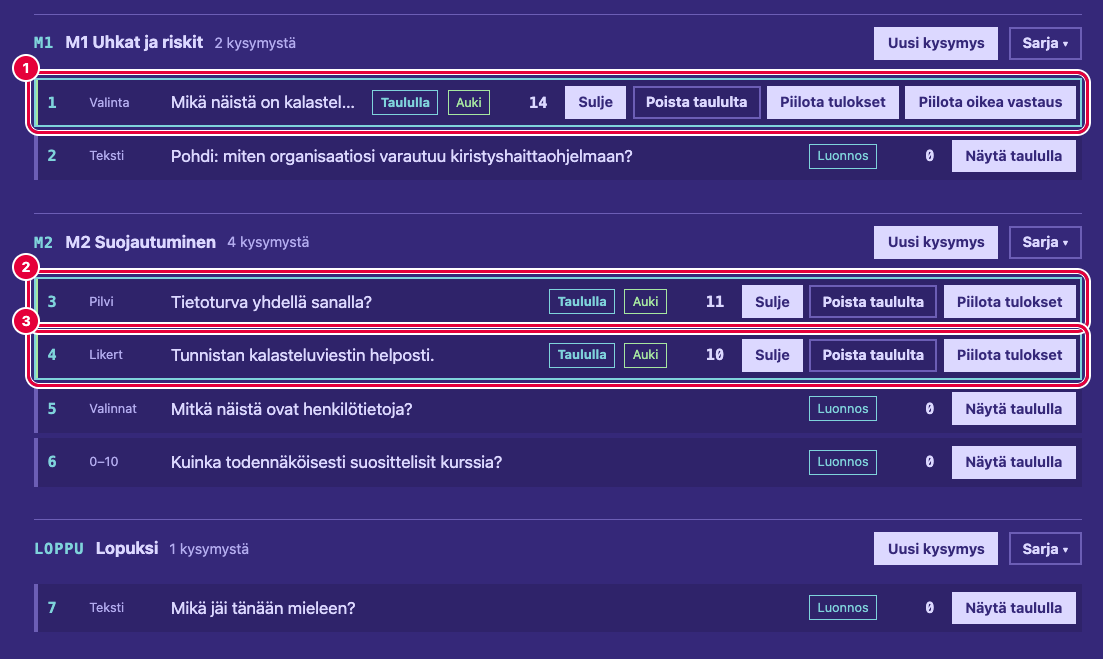 M1 M1 Uhkat ja riskit 2 kysymystä Uusi kysymys Sarja ▾
1
1 Valinta Mikä näistä on kalastel... Taululla Auki 14 Sulje Poista taululta Piilota tulokset Piilota oikea vastaus
2 Teksti Pohdi: miten organisaatiosi varautuu kiristyshaittaohjelmaan? Luonnos 0 Näytä taululla
M2 M2 Suojautuminen 4 kysymystä Uusi kysymys Sarja ▾
2
3 Pilvi Tietoturva yhdellä sanalla? Taululla Auki 11 Sulje Poista taululta Piilota tulokset
3
4 Likert Tunnistan kalasteluviestin helposti. Taululla Auki 10 Sulje Poista taululta Piilota tulokset
5 Valinnat Mitkä näistä ovat henkilötietoja? Luonnos 0 Näytä taululla
6 0–10 Kuinka todennäköisesti suosittelisit kurssia? Luonnos 0 Näytä taululla
LOPPU Lopuksi 1 kysymystä Uusi kysymys Sarja ▾
7 Teksti Mikä jäi tänään mieleen? Luonnos 0 Näytä taululla